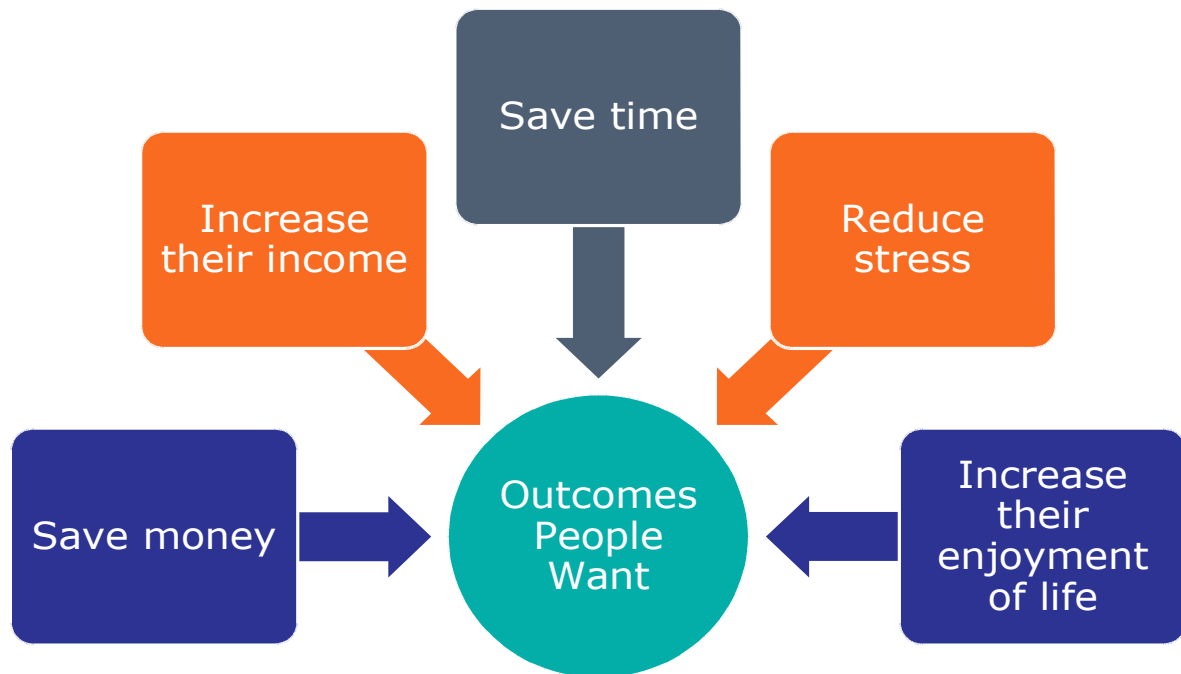 Save time
Increase
their income
Reduce
stress
Save money
Outcomes
People
Want
Increase
their
enjoyment
of life